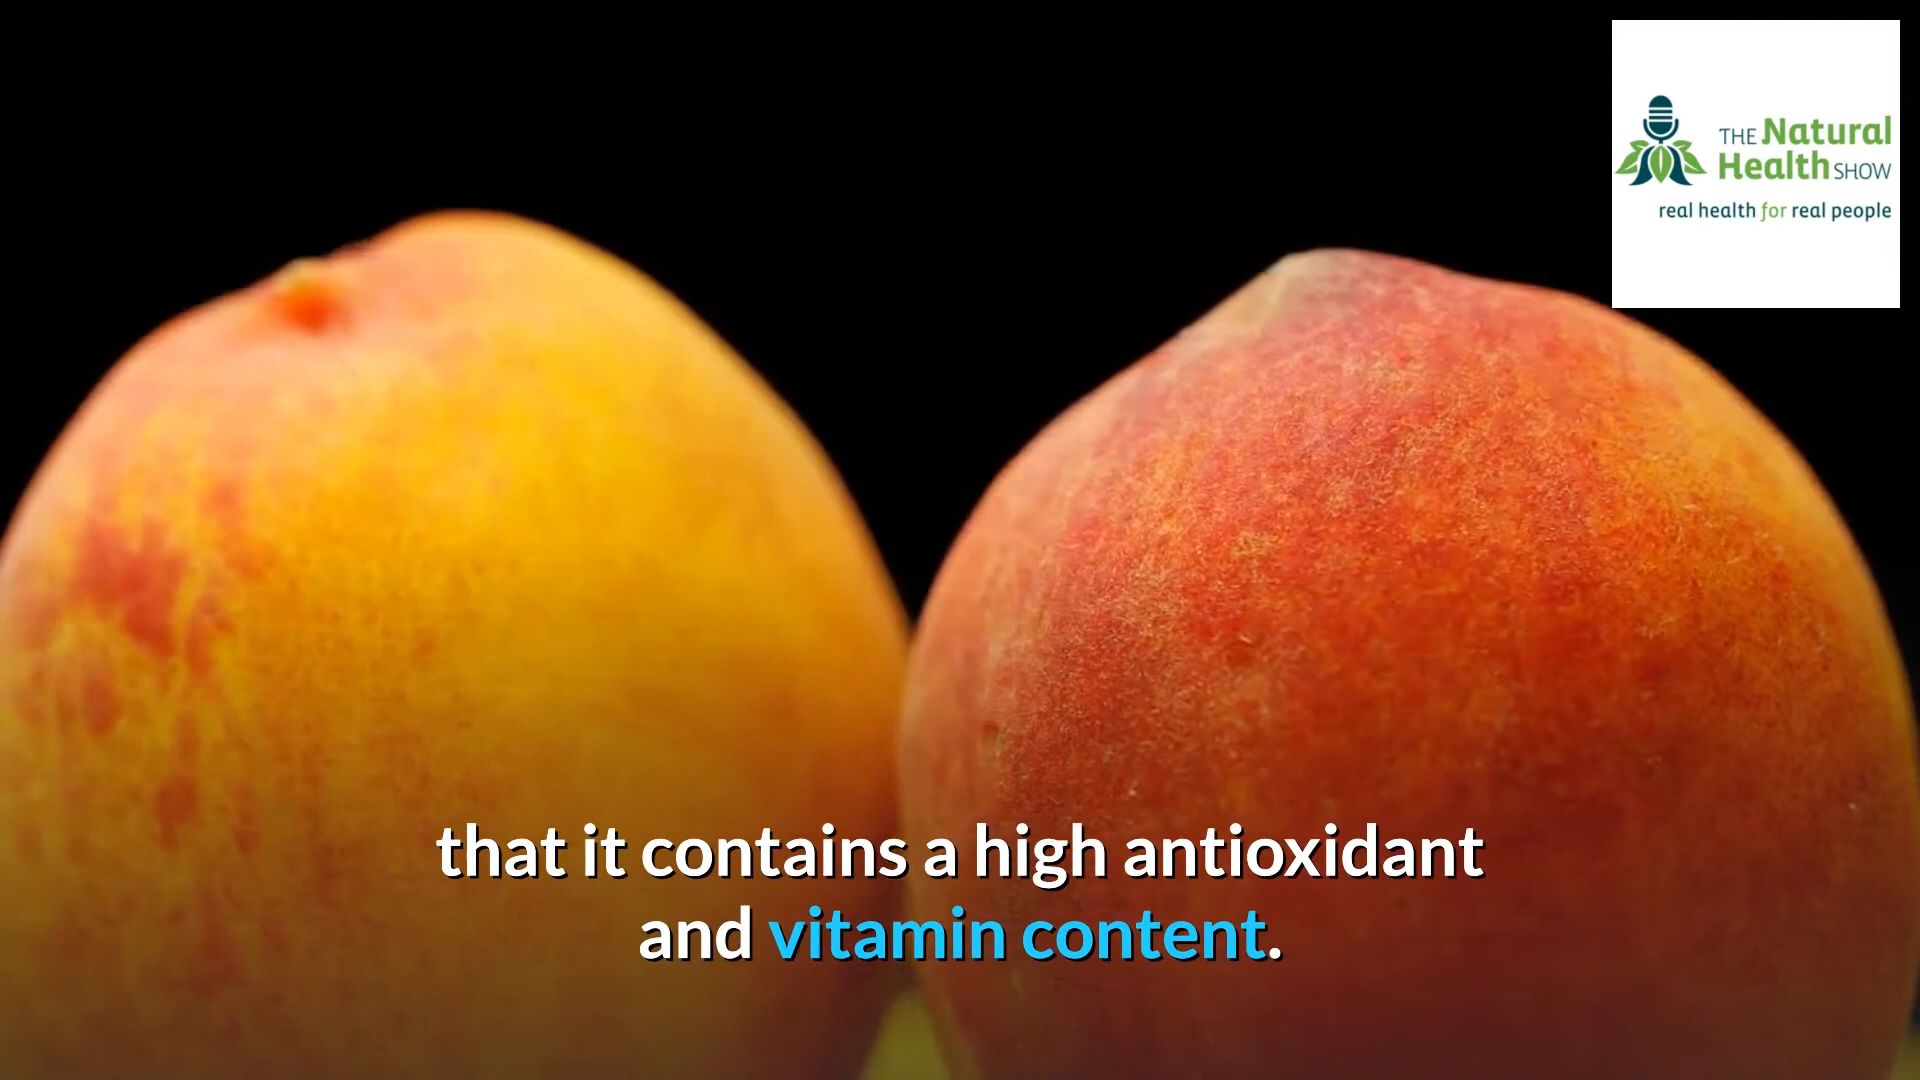 THE Natural
Health SHOW
real health for real people
that it contains a high antioxidant
and vitamin content.